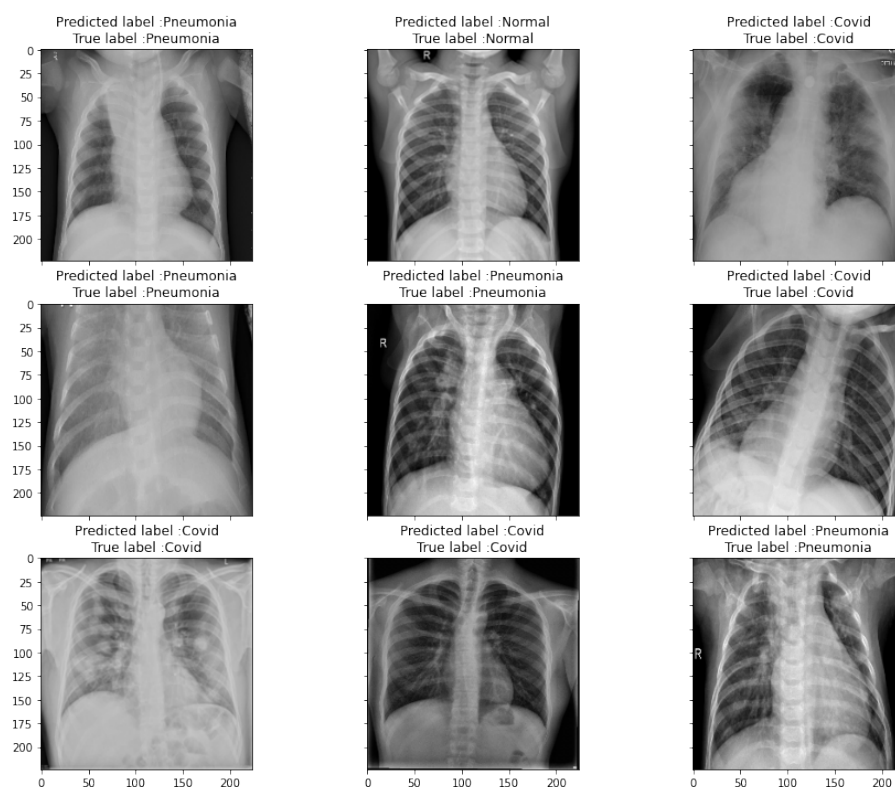 Predicted label :Pneumonia
True label :Pneumonia
Predicted label :Normal
True label :Normal
Predicted label :Covid
True label :Covid
0
25
50
75
100
125
150
175
200
R
R
Predicted label :Pneumonia
True label :Pneumonia
Predicted label :Pneumonia
True label :Pneumonia
Predicted label :Covid
True label :Covid
0
25
50
75
100
125
150
175
200
R
Predicted label :Covid
True label :Covid
Predicted label :Covid
True label :Covid
Predicted label :Pneumonia
True label :Pneumonia
0
25
50
75
100
125
150
175
200
R
0 50 100 150 200
0 50 100 150 200
0 50 100 150 200